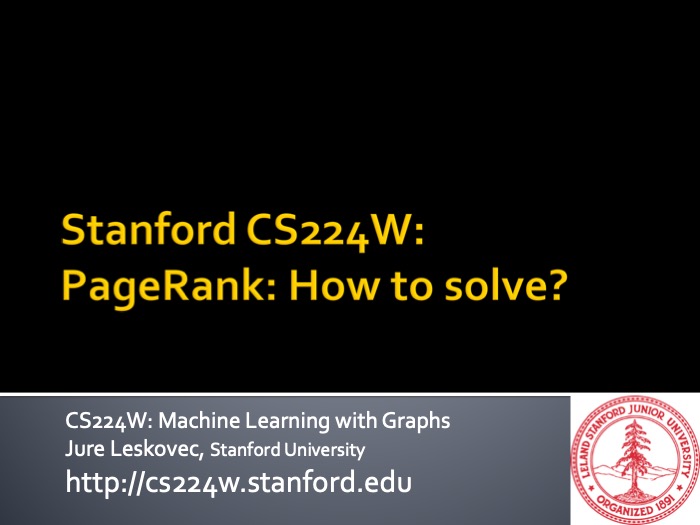 Stanford CS224W:
PageRank: How to solve?
CS224W: Machine Learning with Graphs
Jure Leskovec, Stanford University
http://cs224w.stanford.edu
LELAND STANFORD JUNIOR UNIVERSITY
ORGANIZED 1891